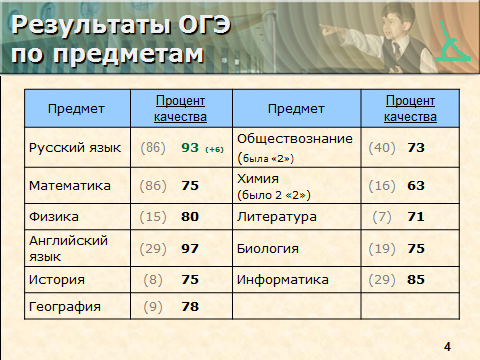 Результаты ОГЭ
по предметам
Предмет
Процент
качества
Предмет
Процент
качества
Русский язык (86) 93 (+6)
Обществознание
(была «2») (40) 73
Математика (86) 75
Химия
(было 2 «2») (16) 63
Физика (15) 80
Литература (7) 71
Английский
язык (29) 97
Биология (19) 75
История (8) 75
Информатика (29) 85
География (9) 78
4